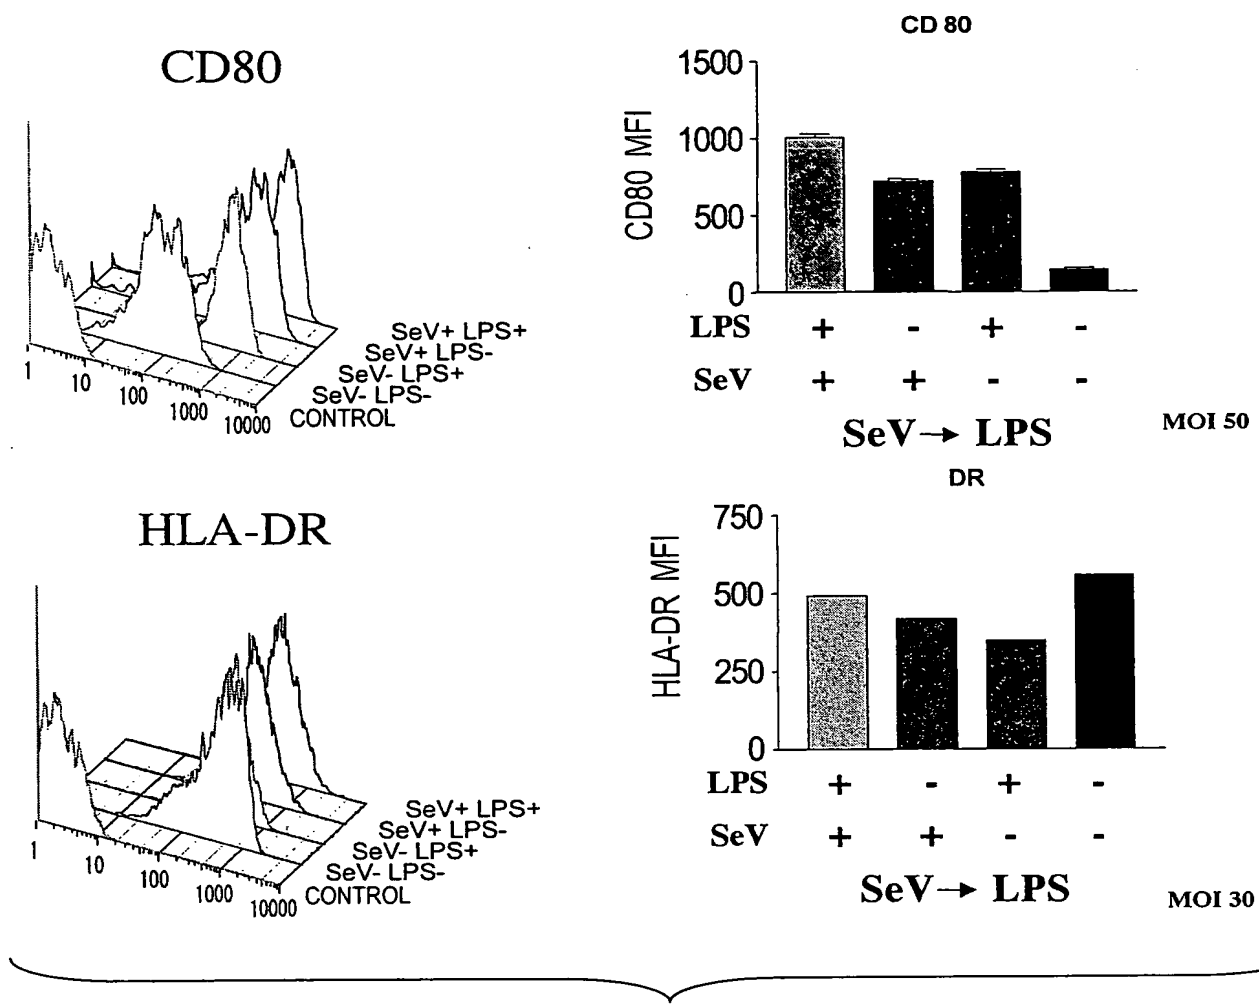 CD80
1
10
100
1000
10000
SeV+ LPS+
SeV+ LPS-
SeV- LPS+
SeV- LPS-
CONTROL
CD 80
CD80 MFI
1500
1000
500
0
LPS + - + -
SeV + + - -
SeV→ LPS
MOI 50
HLA-DR
1
10
100
1000
10000
SeV+ LPS+
SeV+ LPS-
SeV- LPS+
SeV- LPS-
CONTROL
DR
HLA-DR MFI
750
500
250
0
LPS + - + -
SeV + + - -
SeV→ LPS
MOI 30